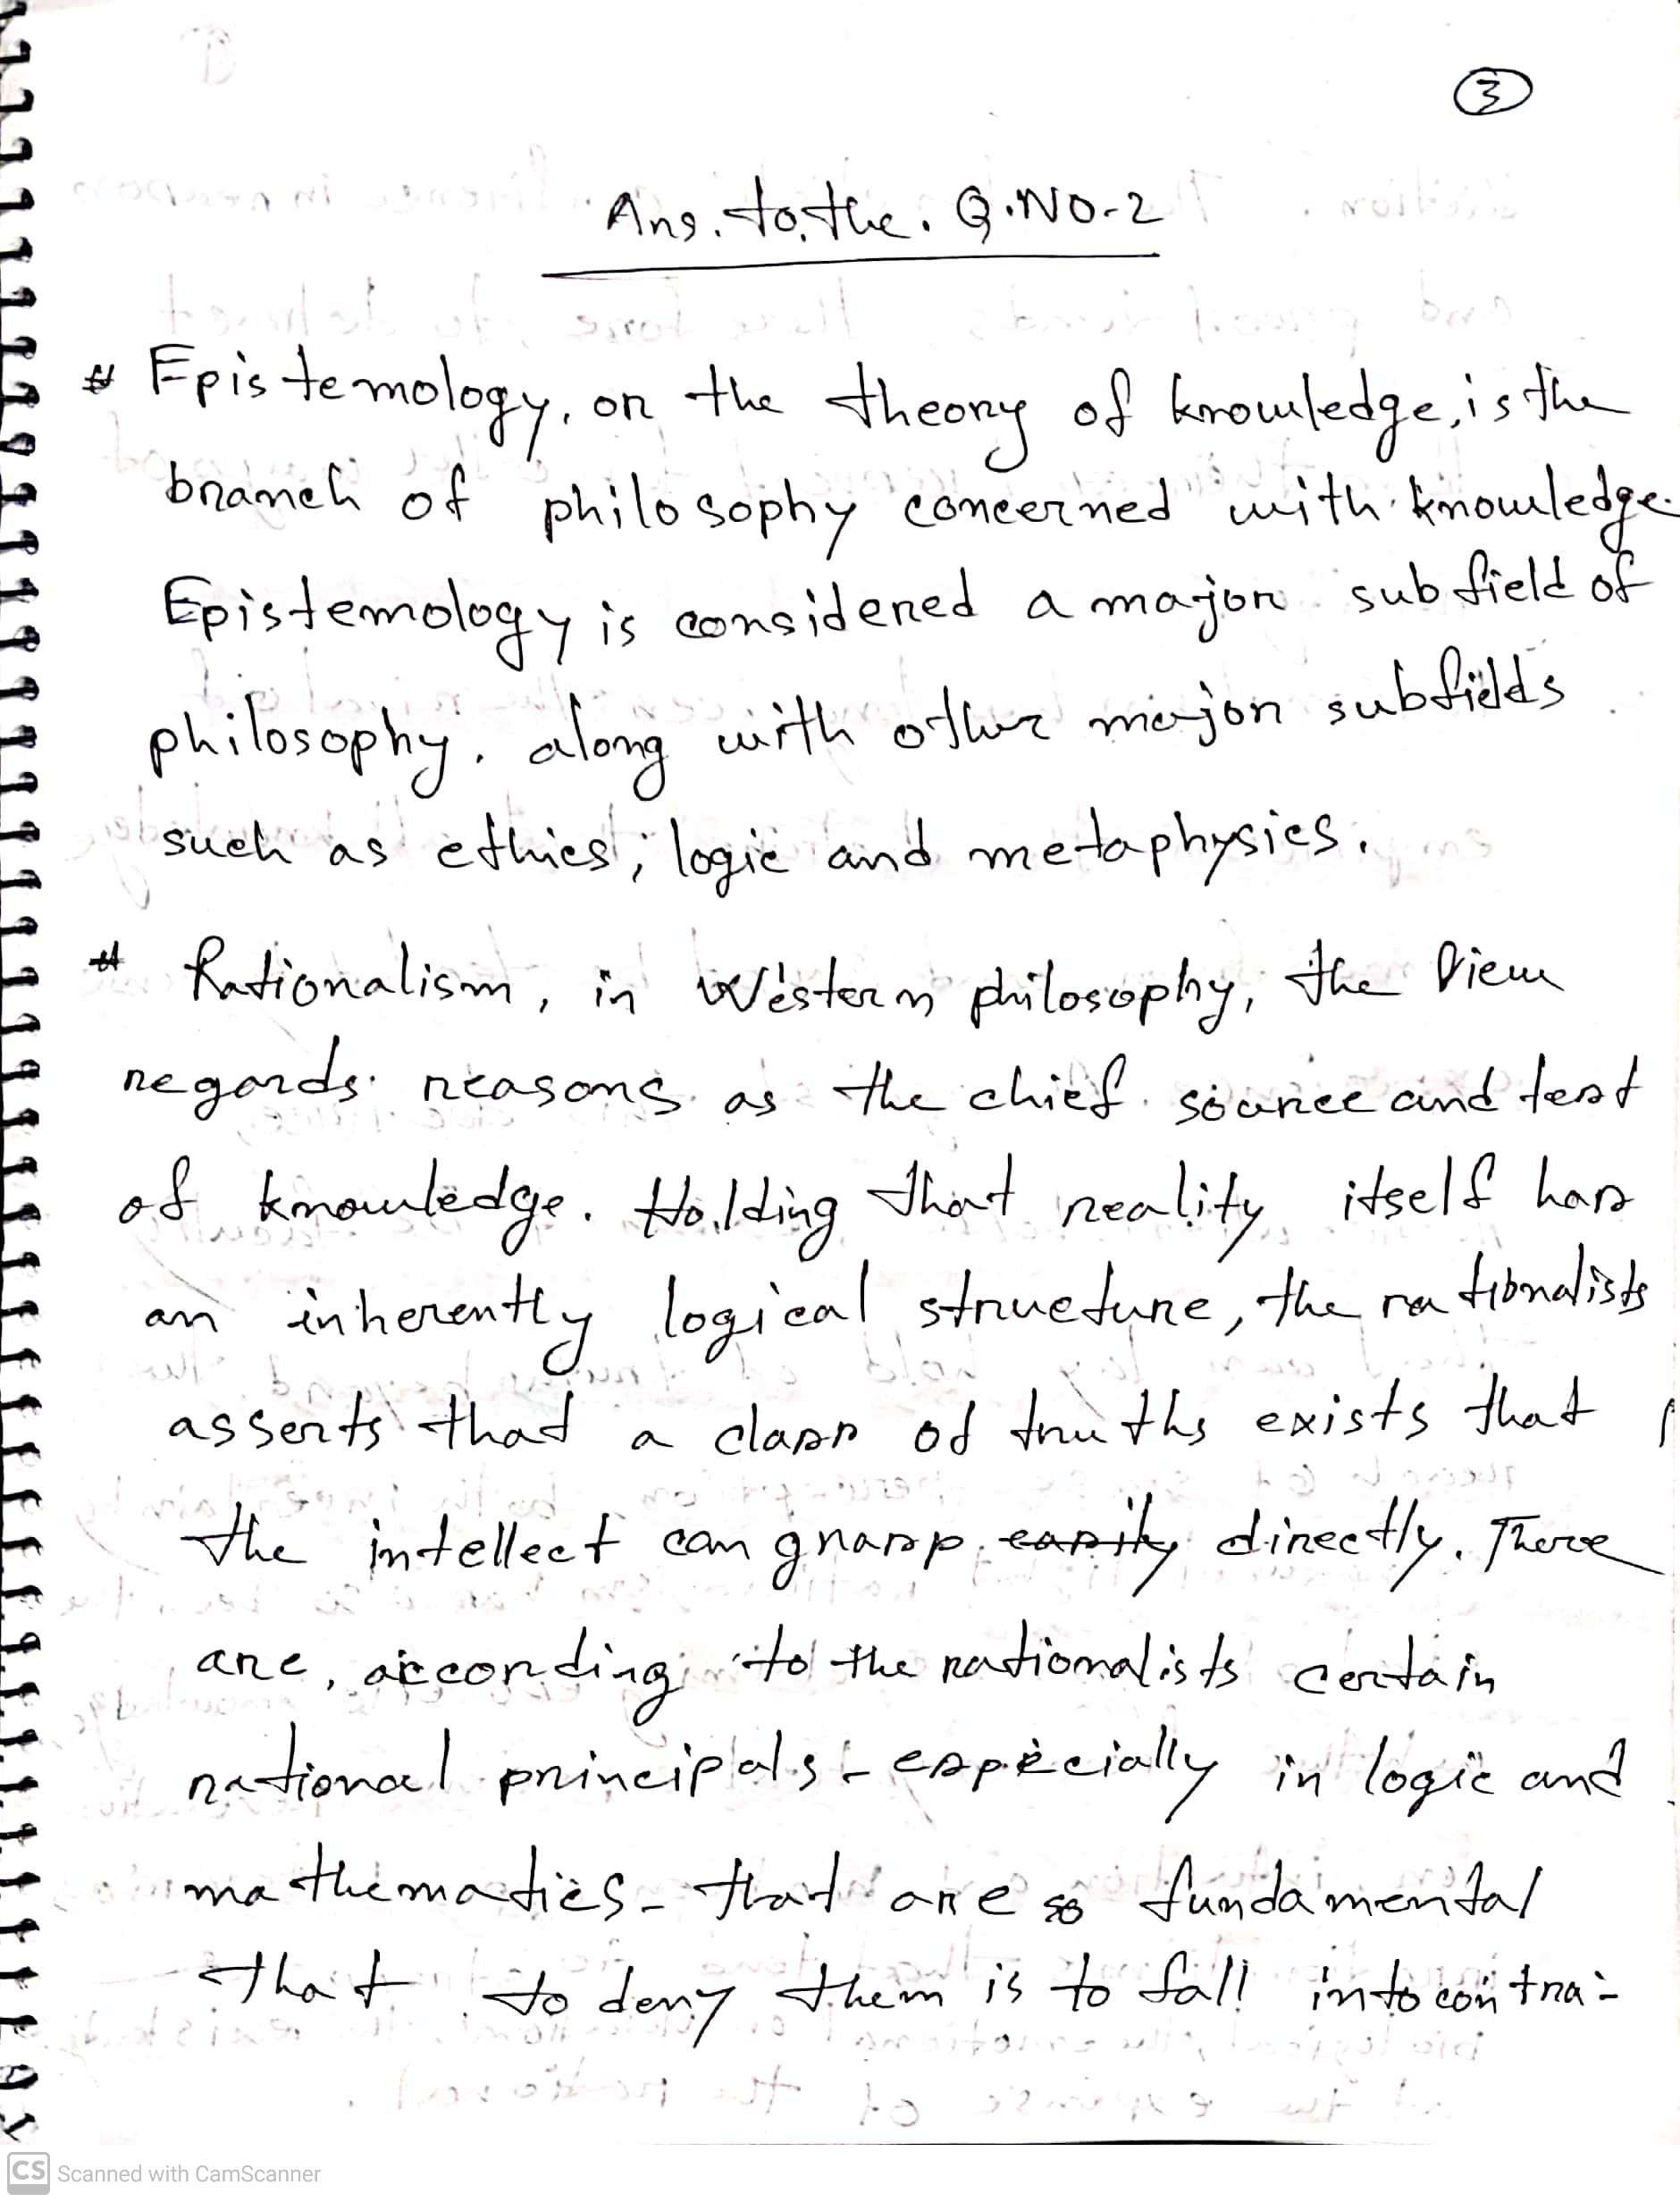 3
Ans. to. the. Q. NO-2
# Epistemology, or the theory of knowledge, is the
branch of philosophy concerned with knowledge.
Epistemology is considered a major subfield of
philosophy, along with other major subfields
such as ethics, logic and metaphysics.
# Rationalism, in Western philosophy, the view
regards reasons as the chief source and test
of knowledge. Holding that reality itself has
an inherently logical structure, the rationalists
asserts that a class of truths exists that
the intellect can grasp easily directly. There
are, according to the rationalists certain
rational principals - especially in logic and
mathematics - that are so fundamental
that to deny them is to fall into contra-
CS Scanned with CamScanner